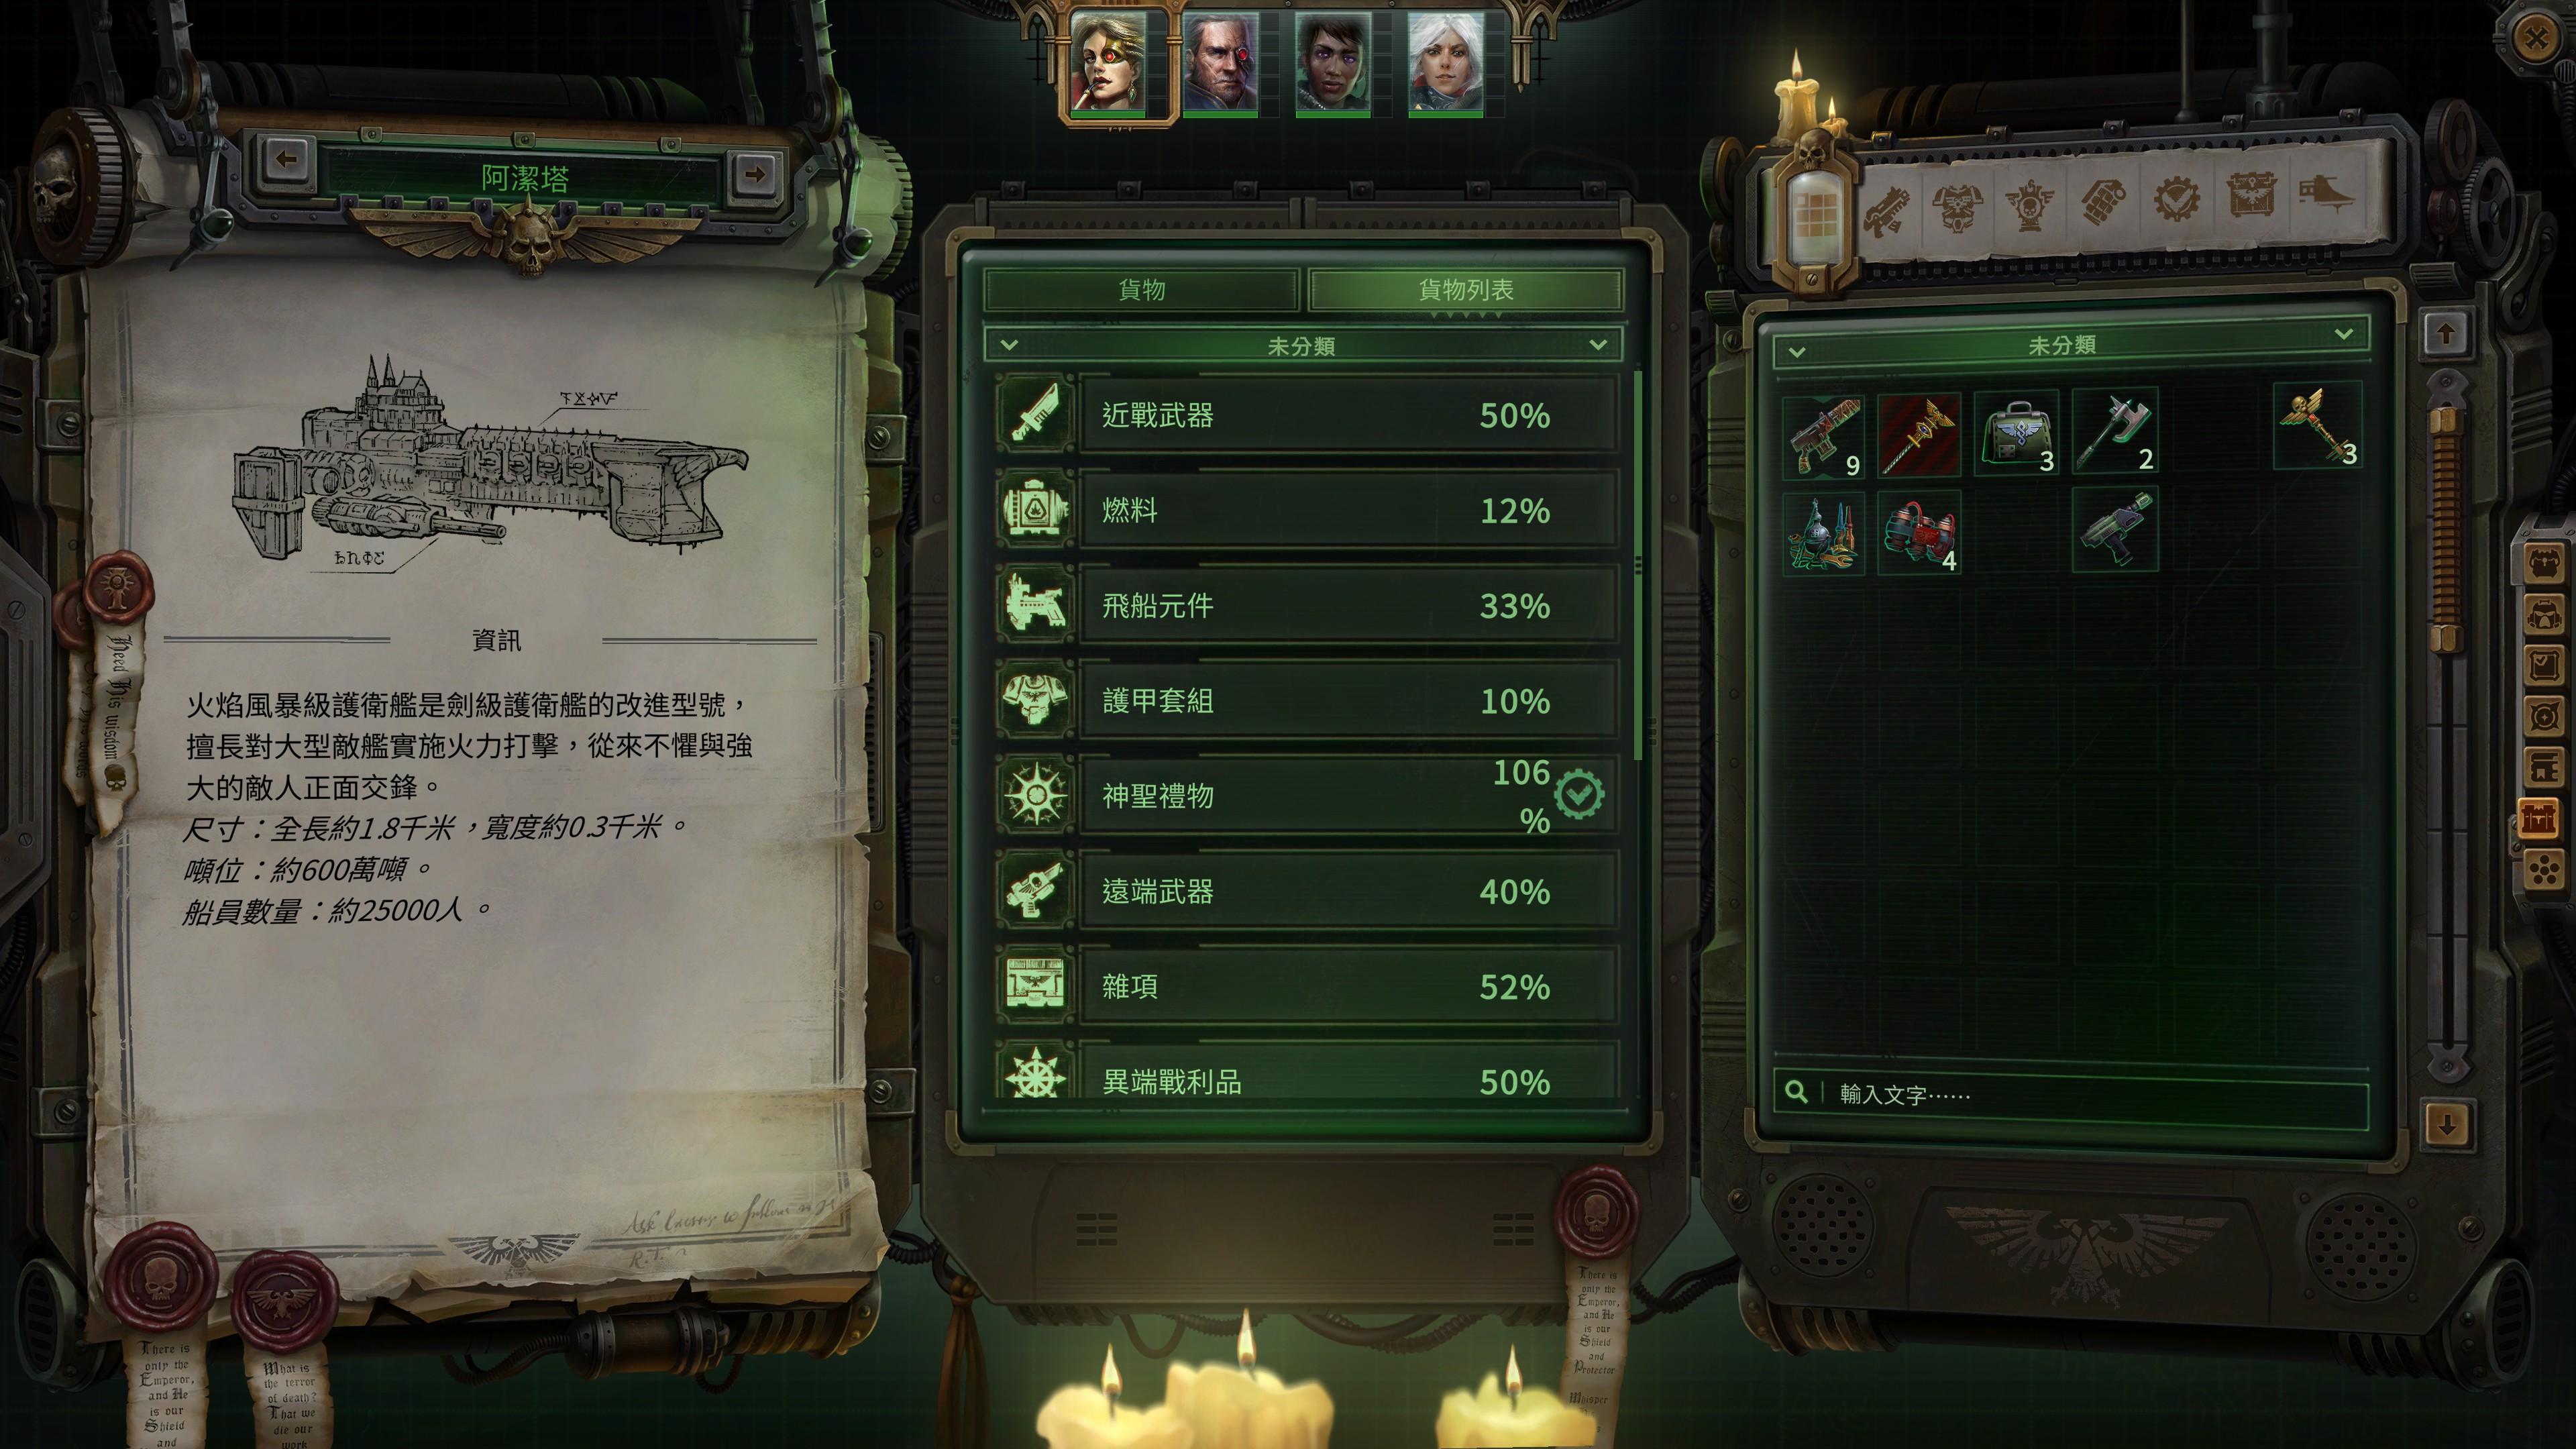 阿潔塔
資訊
火焰風暴級護衛艦是劍級護衛艦的改進型號，
擅長對大型敵艦實施火力打擊，從來不懼與強
大的敵人正面交鋒。
尺寸：全長約1.8千米，寬度約0.3千米。
噸位：約600萬噸。
船員數量：約25000人。
Heed His wisdom
There is
only the
Emperor,
and He
is our
Shield
and
What is
the terror
of death?
That we
die our
work
貨物
貨物列表
未分類
近戰武器 50%
燃料 12%
飛船元件 33%
護甲套組 10%
神聖禮物 106
%
遠端武器 40%
雜項 52%
異端戰利品 50%
There is
only the
Emperor,
and He
is our
Shield
and
Protector
Whisper
未分類
9
3
2
3
4
輸入文字⋯⋯